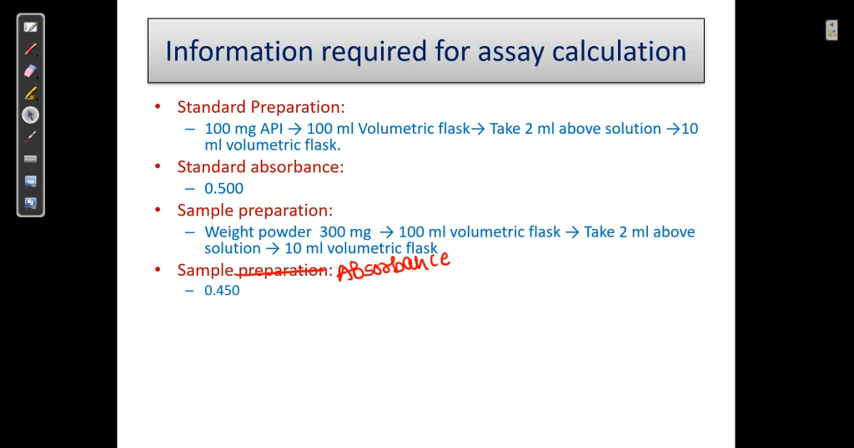 Information required for assay calculation
• Standard Preparation:
– 100 mg API → 100 ml Volumetric flask→ Take 2 ml above solution →10
ml volumetric flask.
• Standard absorbance:
– 0.500
• Sample preparation:
– Weight powder 300 mg → 100 ml volumetric flask → Take 2 ml above
solution → 10 ml volumetric flask
• Sample preparation: Absorbance
– 0.450